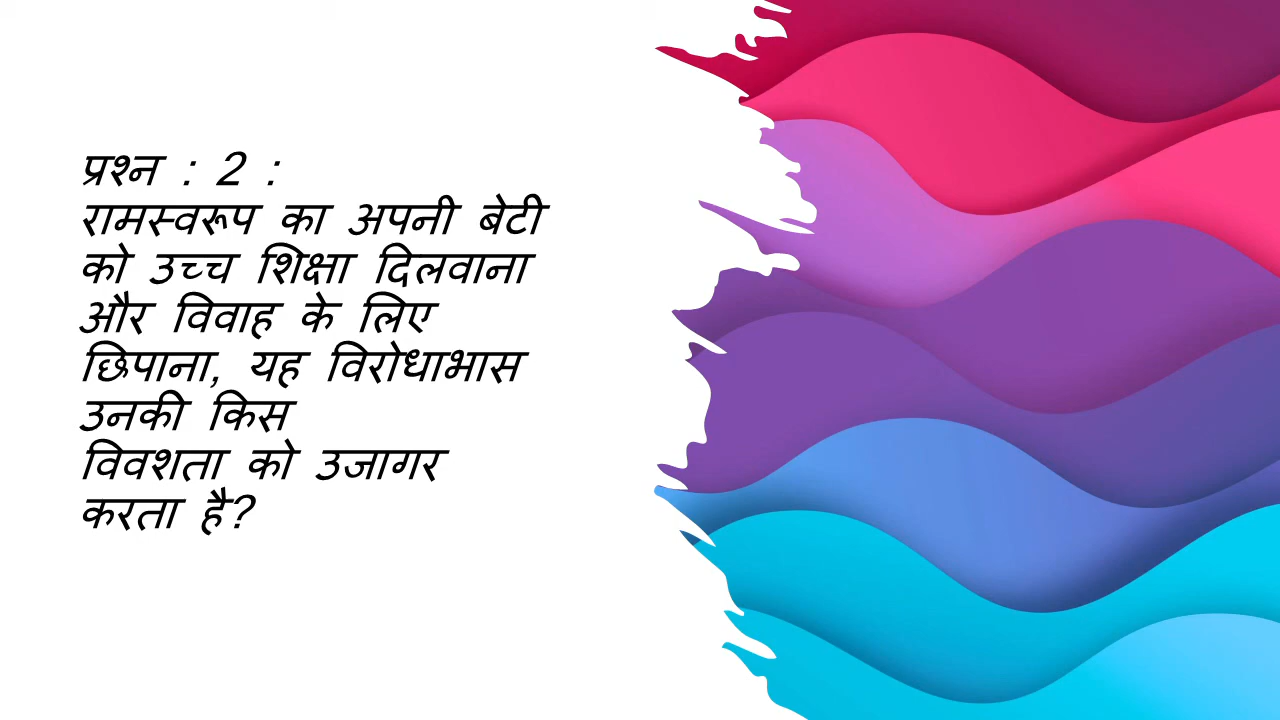 प्रश्न : 2 :
रामस्वरूप का अपनी बेटी
को उच्च शिक्षा दिलवाना
और विवाह के लिए
छिपाना, यह विरोधाभास
उनकी किस
विवशता को उजागर
करता है?